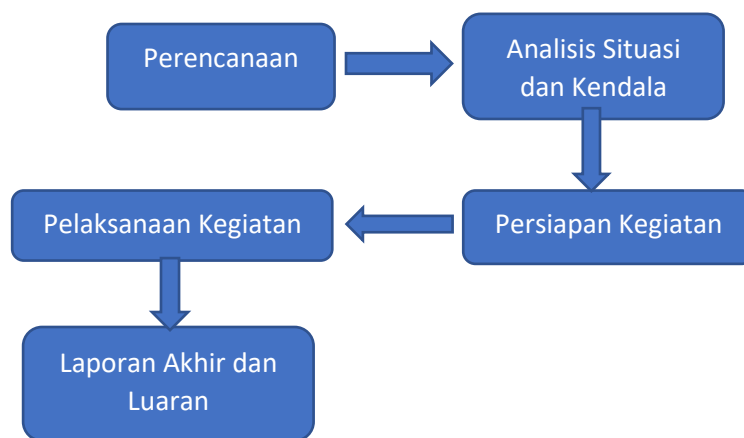 Perencanaan
Analisis Situasi
dan Kendala
Persiapan Kegiatan
Pelaksanaan Kegiatan
Laporan Akhir dan
Luaran